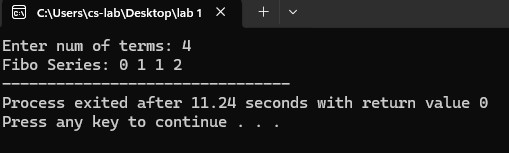 C:\Users\cs-lab\Desktop\lab 1
Enter num of terms: 4
Fibo Series: 0 1 1 2
--------------------------------
Process exited after 11.24 seconds with return value 0
Press any key to continue . . .